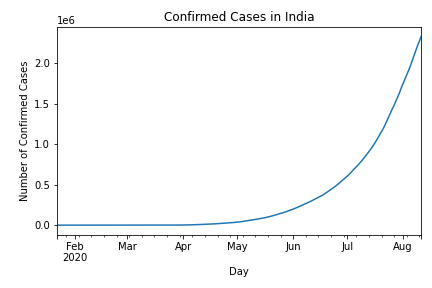 Confirmed Cases in India
1e6
2.0
1.5
1.0
0.5
0.0
Number of Confirmed Cases
Feb Mar Apr May Jun Jul Aug
2020
Day